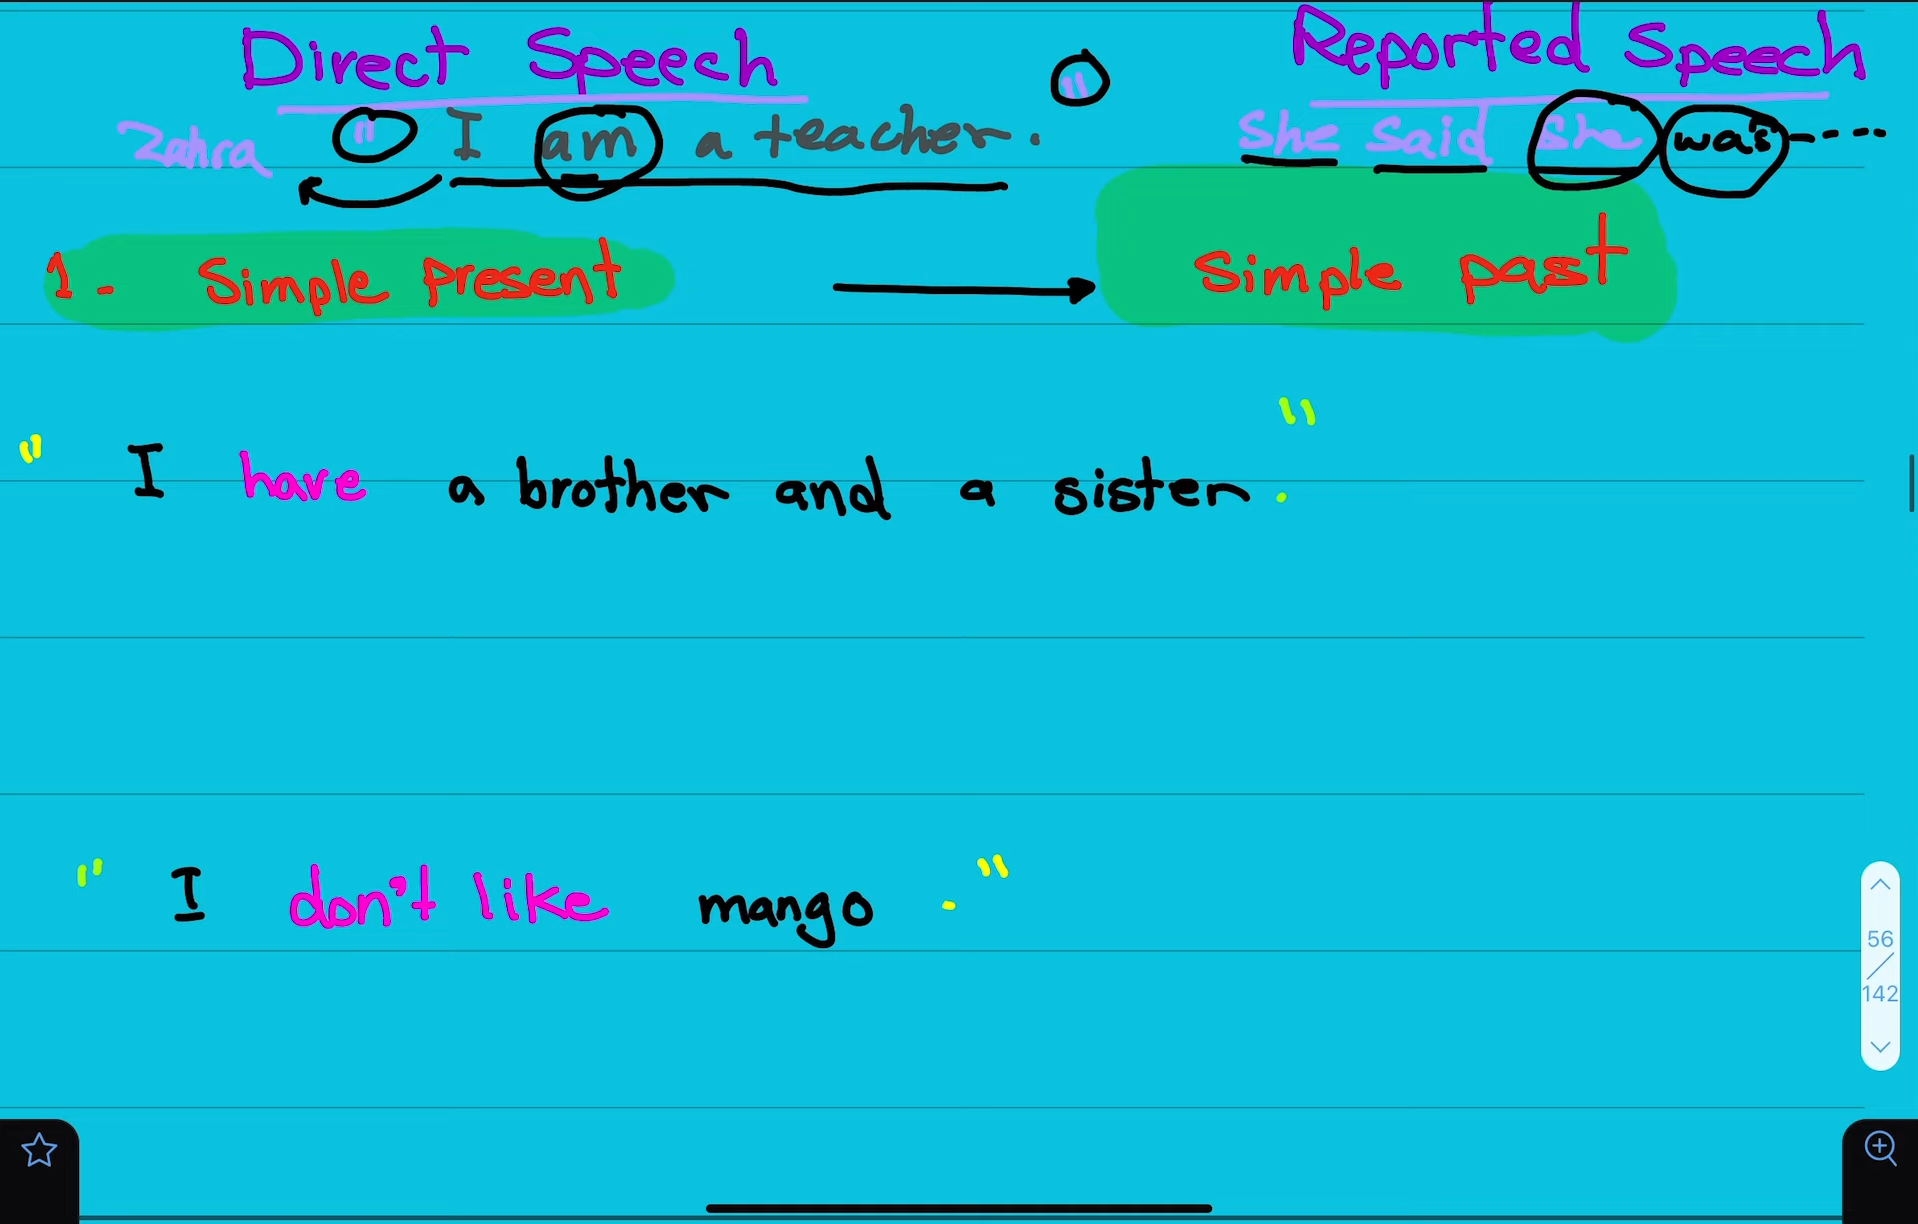 Direct Speech
Reported Speech
Zahra " I am a teacher. "
She said she was ----
1- Simple present
Simple past
" I have a brother and a sister. "
" I don't like mango . "
56
142